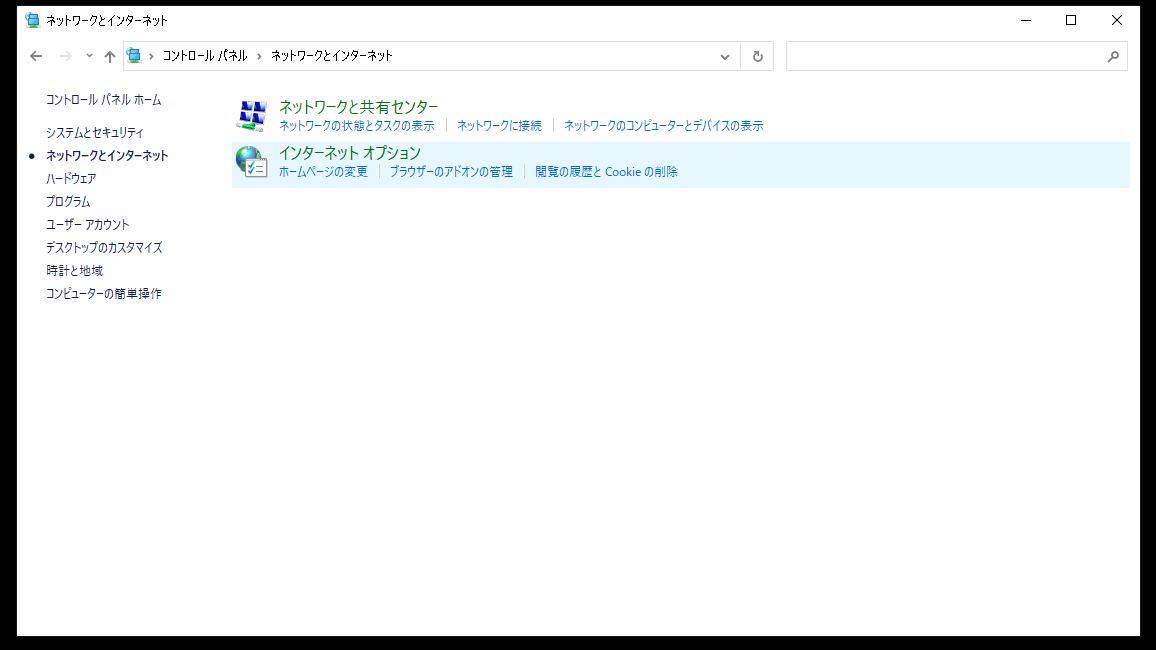 ネットワークとインターネット
コントロール パネル › ネットワークとインターネット
コントロール パネル ホーム
システムとセキュリティ
ネットワークとインターネット
ハードウェア
プログラム
ユーザー アカウント
デスクトップのカスタマイズ
時計と地域
コンピューターの簡単操作
ネットワークと共有センター
ネットワークの状態とタスクの表示 | ネットワークに接続 | ネットワークのコンピューターとデバイスの表示
インターネット オプション
ホームページの変更 | ブラウザーのアドオンの管理 | 閲覧の履歴と Cookie の削除